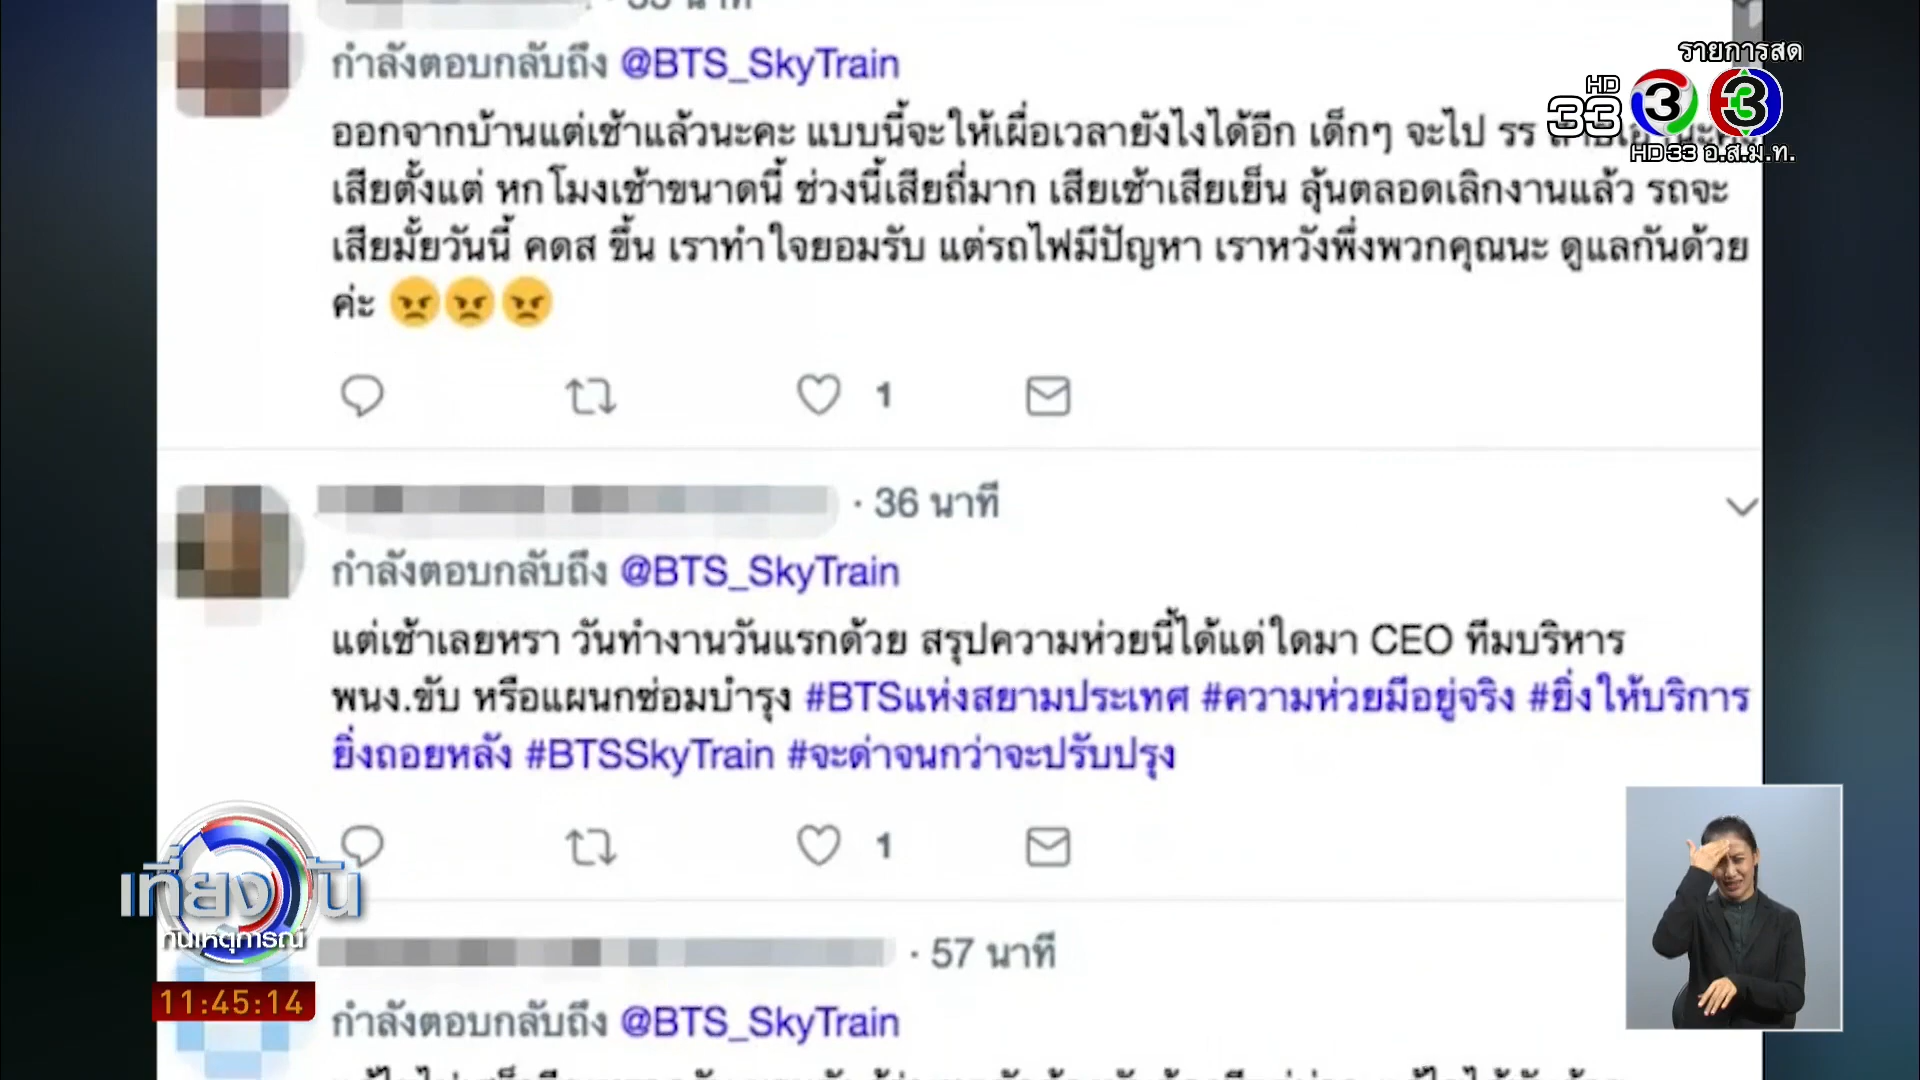 รายการสด
HD
33
3
3
HD 33 อ.ส.ม.ท.
กำลังตอบกลับถึง @BTS_SkyTrain
ออกจากบ้านแต่เช้าแล้วนะคะ แบบนี้จะให้เผื่อเวลายังไงได้อีก เด็กๆ จะไป รร
เสียตั้งแต่ หกโมงเช้าขนาดนี้ ช่วงนี้เสียถี่มาก เสียเช้าเสียเย็น ลุ้นตลอดเลิกงานแล้ว รถจะ
เสียมั้ยวันนี้ คดส ขึ้น เราทำใจยอมรับ แต่รถไฟมีปัญหา เราหวังพึ่งพวกคุณนะ ดูแลกันด้วย
ค่ะ 😠😠😠
1
· 36 นาที
กำลังตอบกลับถึง @BTS_SkyTrain
แต่เช้าเลยหรา วันทำงานวันแรกด้วย สรุปความห่วยนี้ได้แต่ใดมา CEO ทีมบริหาร
พนง.ขับ หรือแผนกซ่อมบำรุง #BTSแห่งสยามประเทศ #ความห่วยมีอยู่จริง #ยิ่งให้บริการ
ยิ่งถอยหลัง #BTSSkyTrain #จะด่าจนกว่าจะปรับปรุง
1
· 57 นาที
กำลังตอบกลับถึง @BTS_SkyTrain
เที่ยงวัน
ทันเหตุการณ์
11:45:14